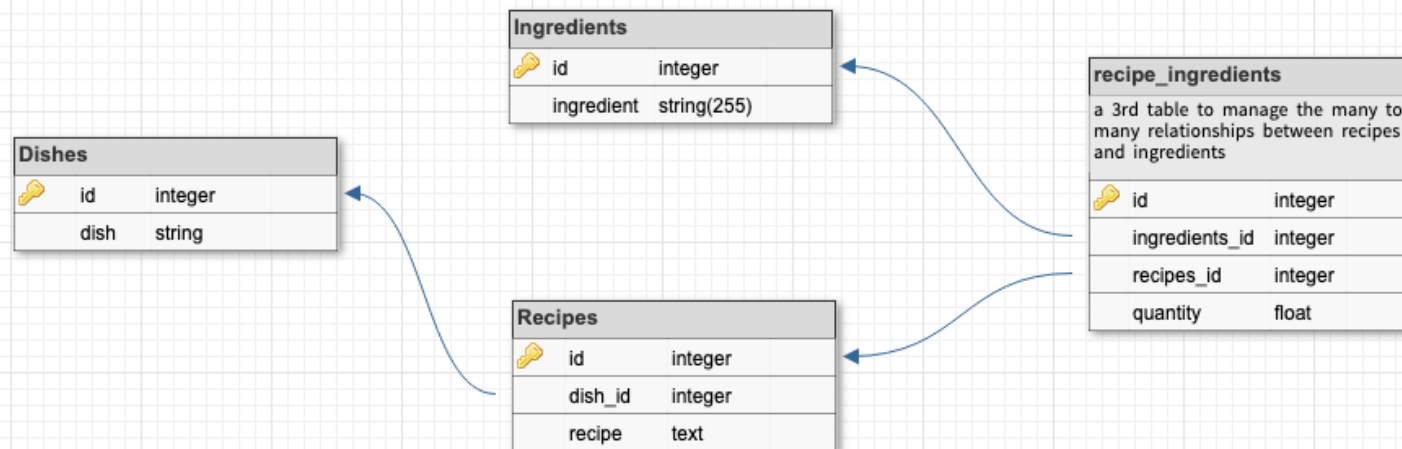 Ingredients
id integer
ingredient string(255)
recipe_ingredients
a 3rd table to manage the many to
many relationships between recipes
and ingredients
id integer
ingredients_id integer
recipes_id integer
quantity float
Dishes
id integer
dish string
Recipes
id integer
dish_id integer
recipe text